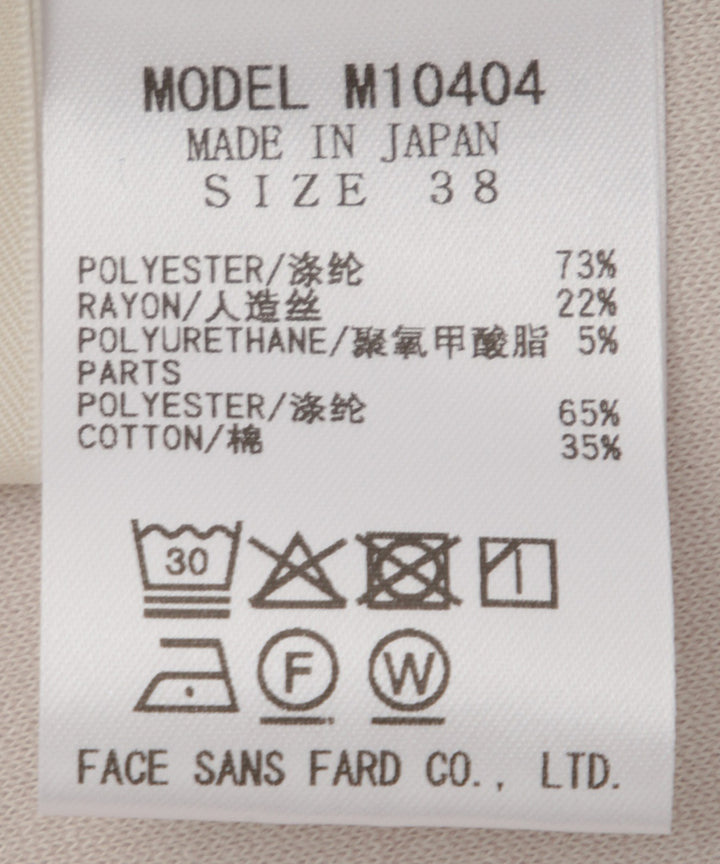 MODEL M10404
MADE IN JAPAN
SIZE 38
POLYESTER/涤纶 73%
RAYON/人造丝 22%
POLYURETHANE/聚氧甲酸脂 5%
PARTS
POLYESTER/涤纶 65%
COTTON/棉 35%
30
F W
FACE SANS FARD CO., LTD.